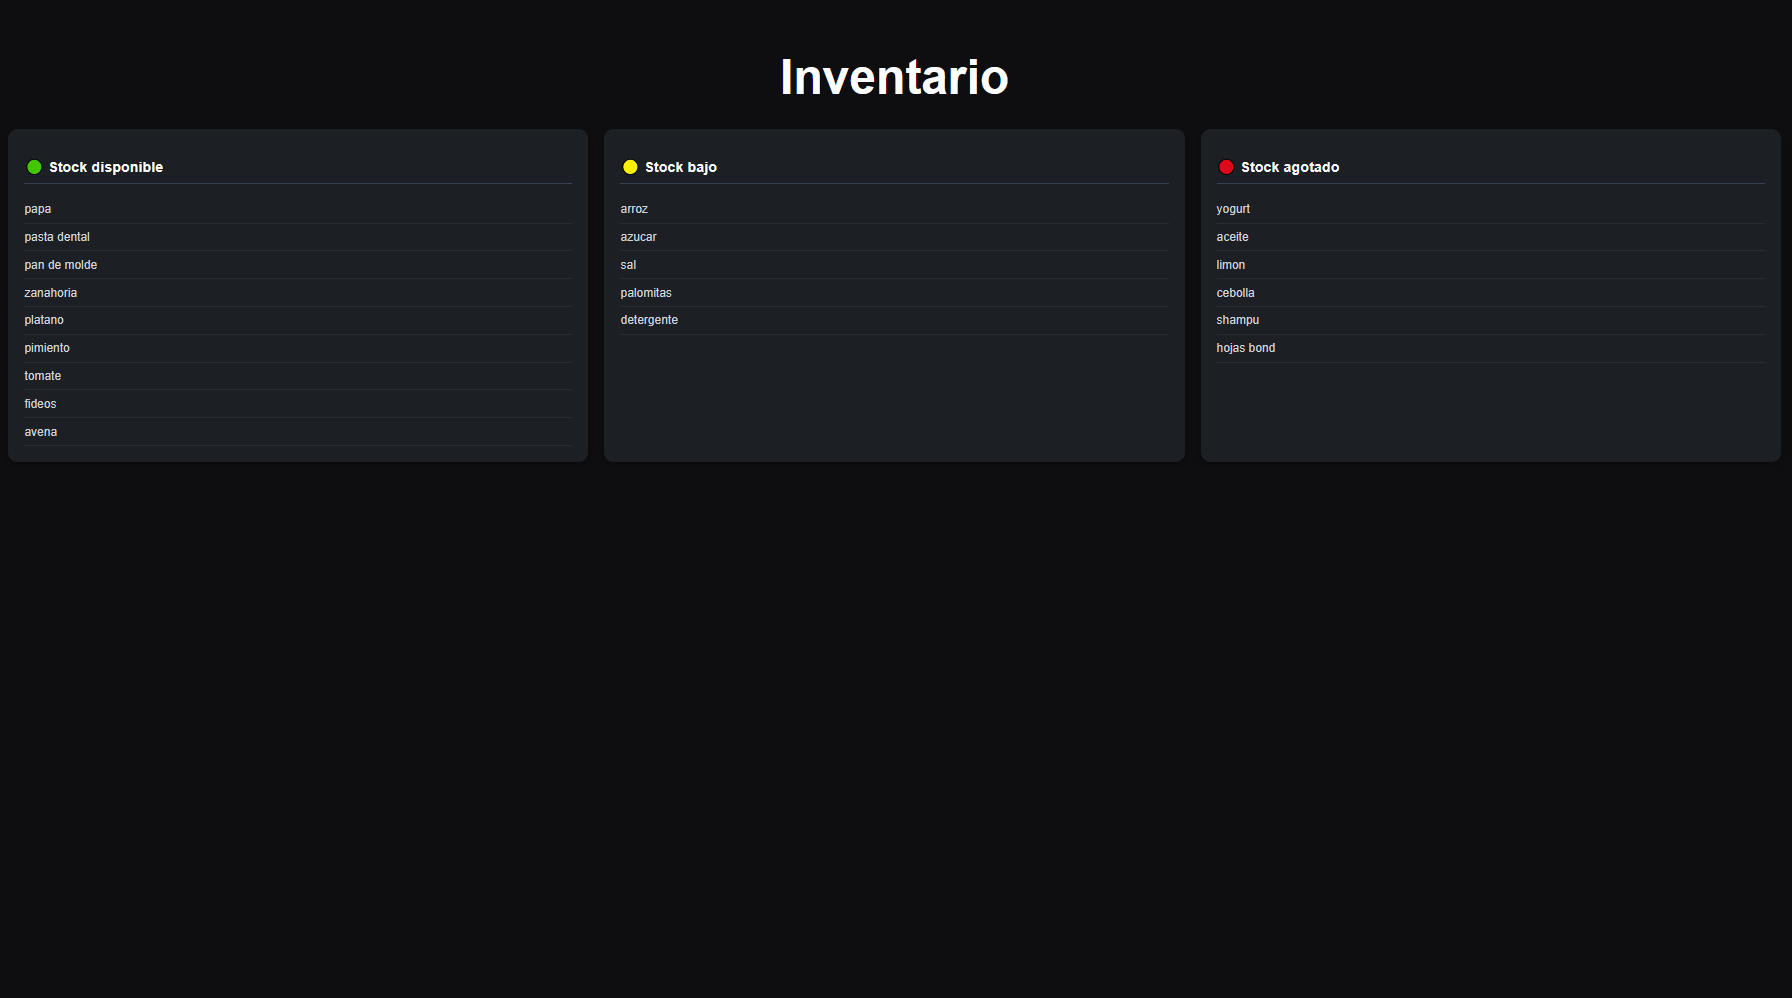 Inventario
Stock disponible
papa
pasta dental
pan de molde
zanahoria
platano
pimiento
tomate
fideos
avena
Stock bajo
arroz
azucar
sal
palomitas
detergente
Stock agotado
yogurt
aceite
limon
cebolla
shampu
hojas bond